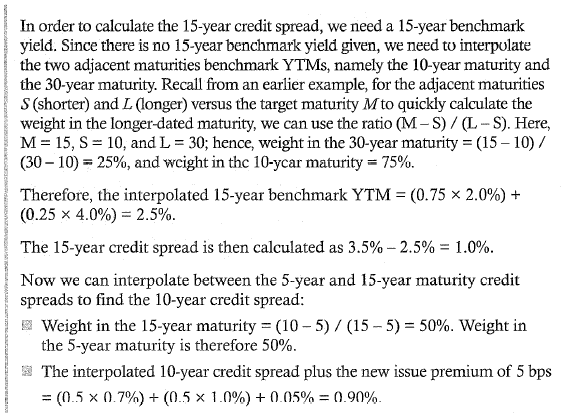 In order to calculate the 15-year credit spread, we need a 15-year benchmark
yield. Since there is no 15-year benchmark yield given, we need to interpolate
the two adjacent maturities benchmark YTMs, namely the 10-year maturity and
the 30-year maturity. Recall from an earlier example, for the adjacent maturities
S (shorter) and L (longer) versus the target maturity M to quickly calculate the
weight in the longer-dated maturity, we can use the ratio (M – S) / (L – S). Here,
M = 15, S = 10, and L = 30; hence, weight in the 30-year maturity = (15 – 10) /
(30 – 10) = 25%, and weight in the 10-year maturity = 75%.
Therefore, the interpolated 15-year benchmark YTM = (0.75 × 2.0%) +
(0.25 × 4.0%) = 2.5%.
The 15-year credit spread is then calculated as 3.5% – 2.5% = 1.0%.
Now we can interpolate between the 5-year and 15-year maturity credit
spreads to find the 10-year credit spread:
Weight in the 15-year maturity = (10 – 5) / (15 – 5) = 50%. Weight in
the 5-year maturity is therefore 50%.
The interpolated 10-year credit spread plus the new issue premium of 5 bps
= (0.5 × 0.7%) + (0.5 × 1.0%) + 0.05% = 0.90%.